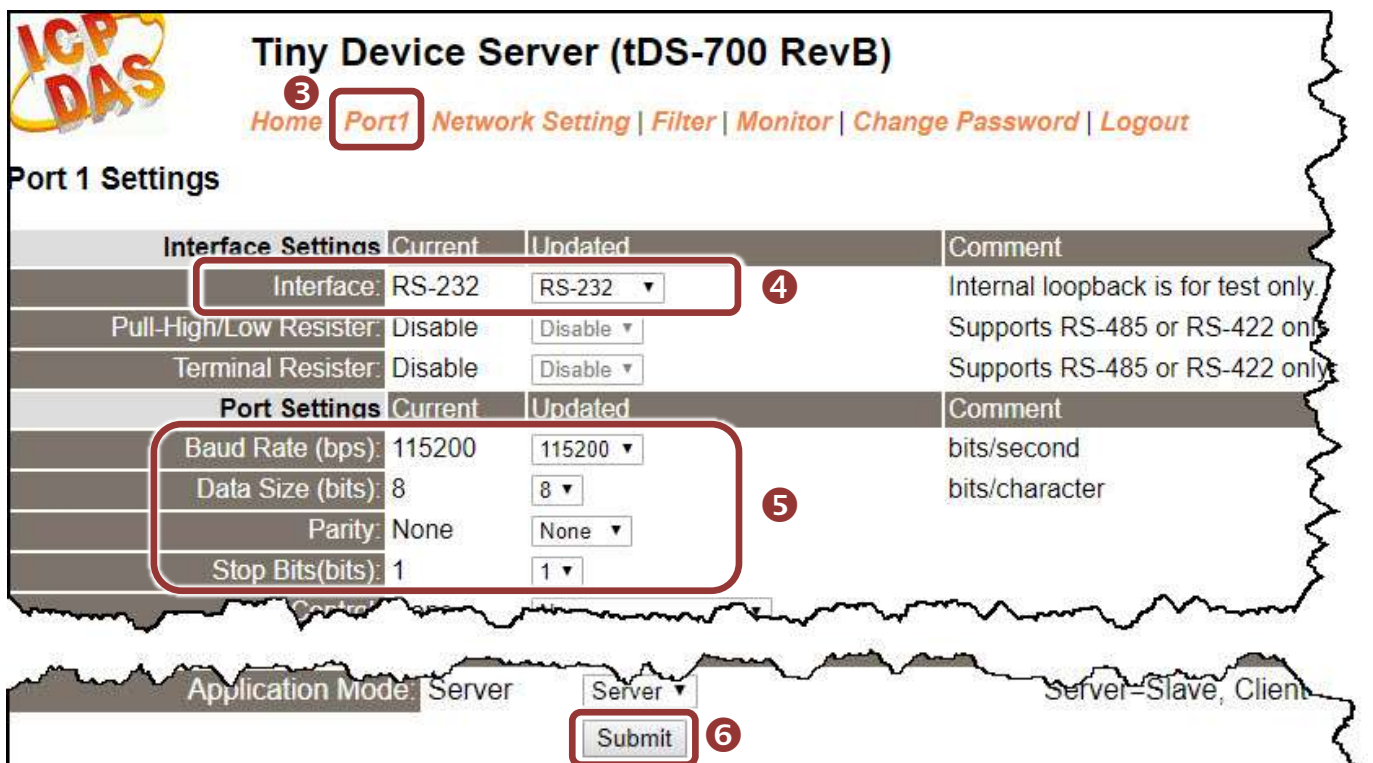 ICP
DAS
Tiny Device Server (tDS-700 RevB)
3
Home Port1 Network Setting | Filter | Monitor | Change Password | Logout
Port 1 Settings
Interface Settings Current Updated Comment
Interface: RS-232 RS-232 4 Internal loopback is for test only.
Pull-High/Low Resister: Disable Disable Supports RS-485 or RS-422 only
Terminal Resister: Disable Disable Supports RS-485 or RS-422 only
Port Settings Current Updated Comment
Baud Rate (bps): 115200 115200 bits/second
Data Size (bits): 8 8 bits/character
5
Parity: None None
Stop Bits(bits): 1 1
Control
Application Mode: Server Server Server=Slave, Client
Submit 6